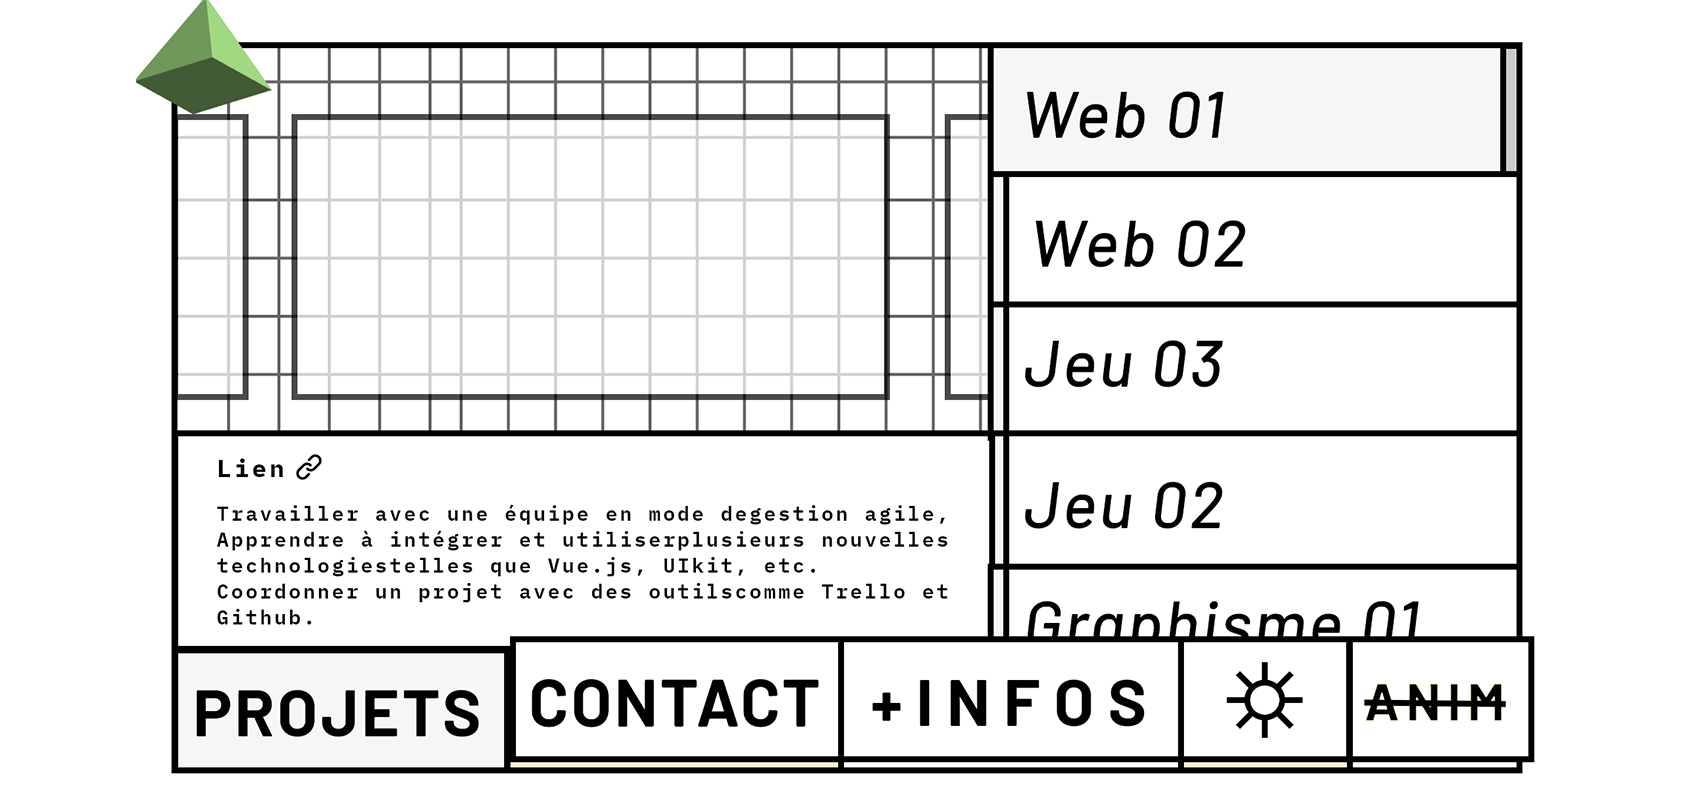 Web 01
Web 02
Jeu 03
Jeu 02
Graphisme 01
Lien
Travailler avec une équipe en mode degestion agile,
Apprendre à intégrer et utiliserplusieurs nouvelles
technologiestelles que Vue.js, UIkit, etc.
Coordonner un projet avec des outilscomme Trello et
Github.
PROJETS
CONTACT
+INFOS
ANIM